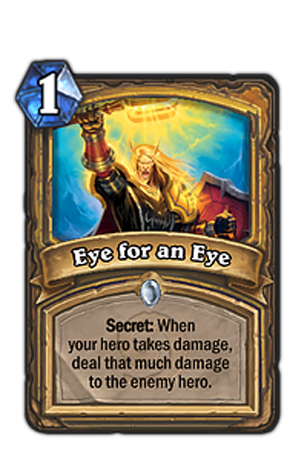 1
Eye for an Eye
Secret: When
your hero takes damage,
deal that much damage
to the enemy hero.